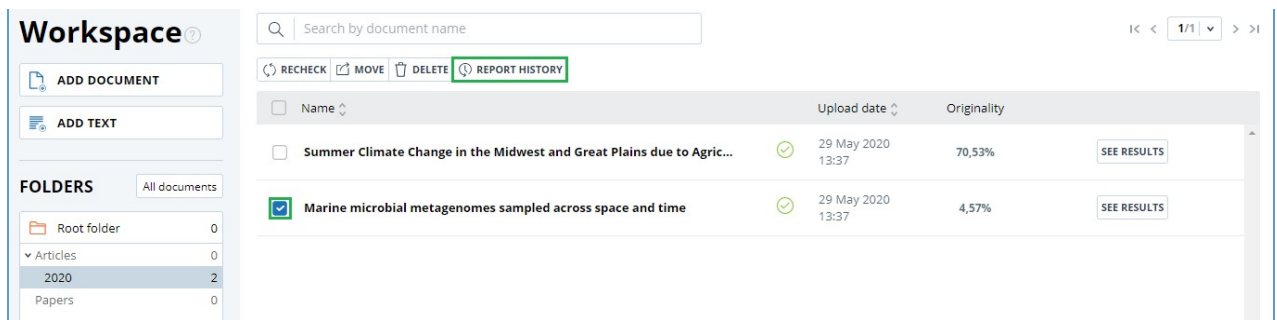 Workspace
ADD DOCUMENT
ADD TEXT
FOLDERS All documents
Root folder 0
Articles 0
2020 2
Papers 0
Search by document name
1/1
RECHECK MOVE DELETE REPORT HISTORY
Name Upload date Originality
Summer Climate Change in the Midwest and Great Plains due to Agric... 29 May 2020 13:37 70,53% SEE RESULTS
Marine microbial metagenomes sampled across space and time 29 May 2020 13:37 4,57% SEE RESULTS